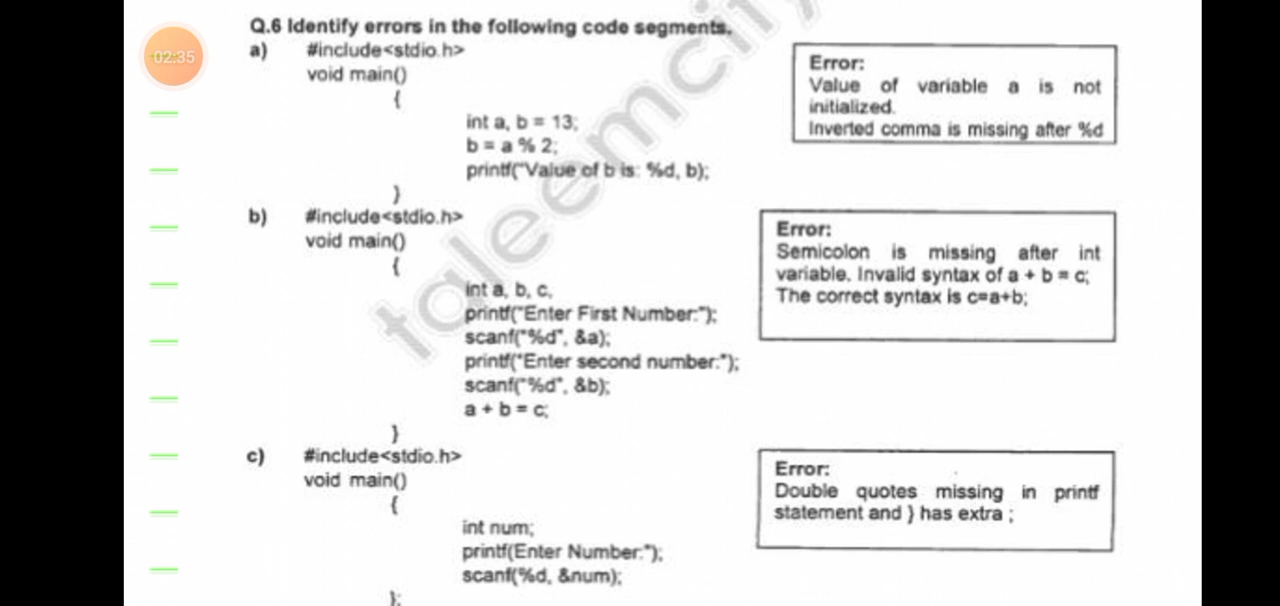 Q.6 Identify errors in the following code segments.
02:35
a) #include<stdio.h>
void main()
{
int a, b = 13;
b = a % 2;
printf("Value of b is: %d, b);
}
Error:
Value of variable a is not
initialized.
Inverted comma is missing after %d
b) #include<stdio.h>
void main()
{
int a, b, c,
printf("Enter First Number:");
scanf("%d", &a);
printf("Enter second number:");
scanf("%d", &b);
a + b = c;
}
Error:
Semicolon is missing after int
variable. Invalid syntax of a + b = c;
The correct syntax is c=a+b;
c) #include<stdio.h>
void main()
{
int num;
printf(Enter Number:");
scanf(%d, &num);
};
Error:
Double quotes missing in printf
statement and } has extra ;
taleemcity